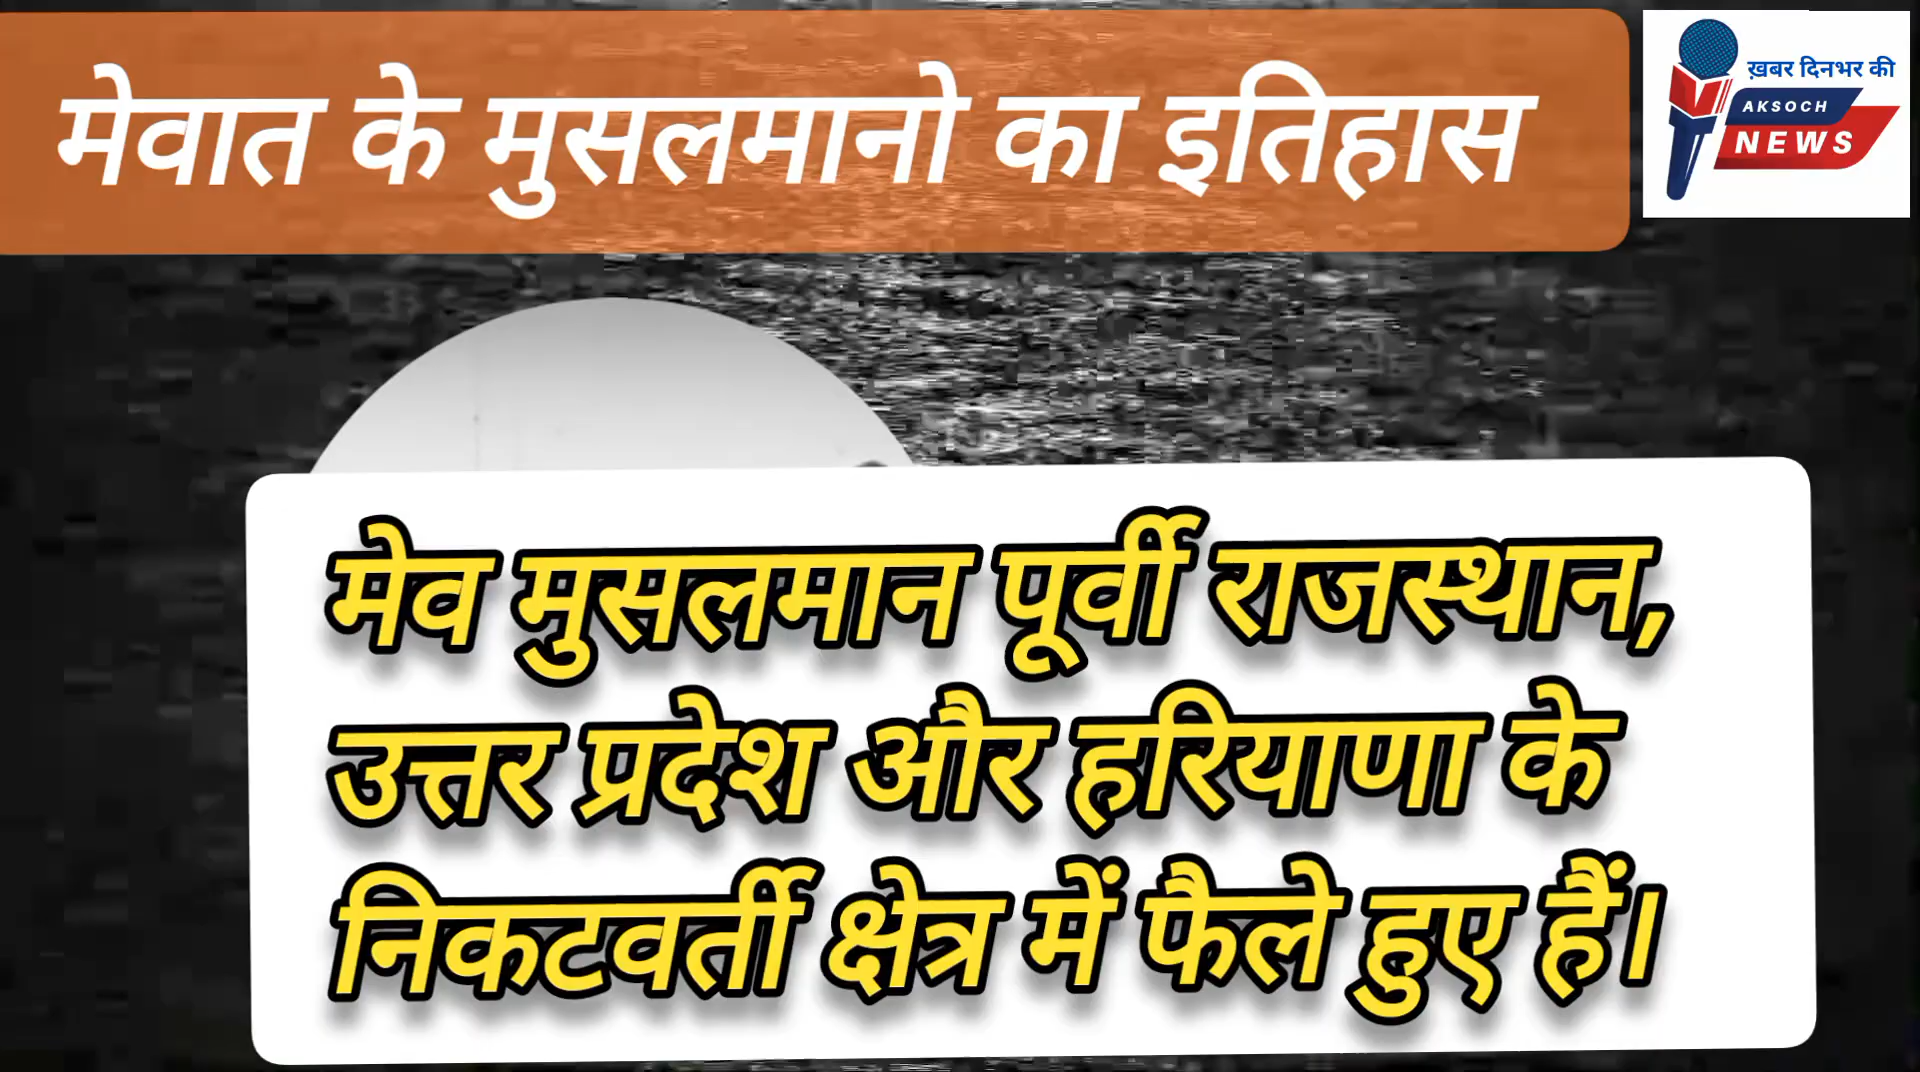 मेवात के मुसलमानो का इतिहास
ख़बर दिनभर की
AKSOCH
NEWS
मेव मुसलमान पूर्वी राजस्थान,
उत्तर प्रदेश और हरियाणा के
निकटवर्ती क्षेत्र में फैले हुए हैं।